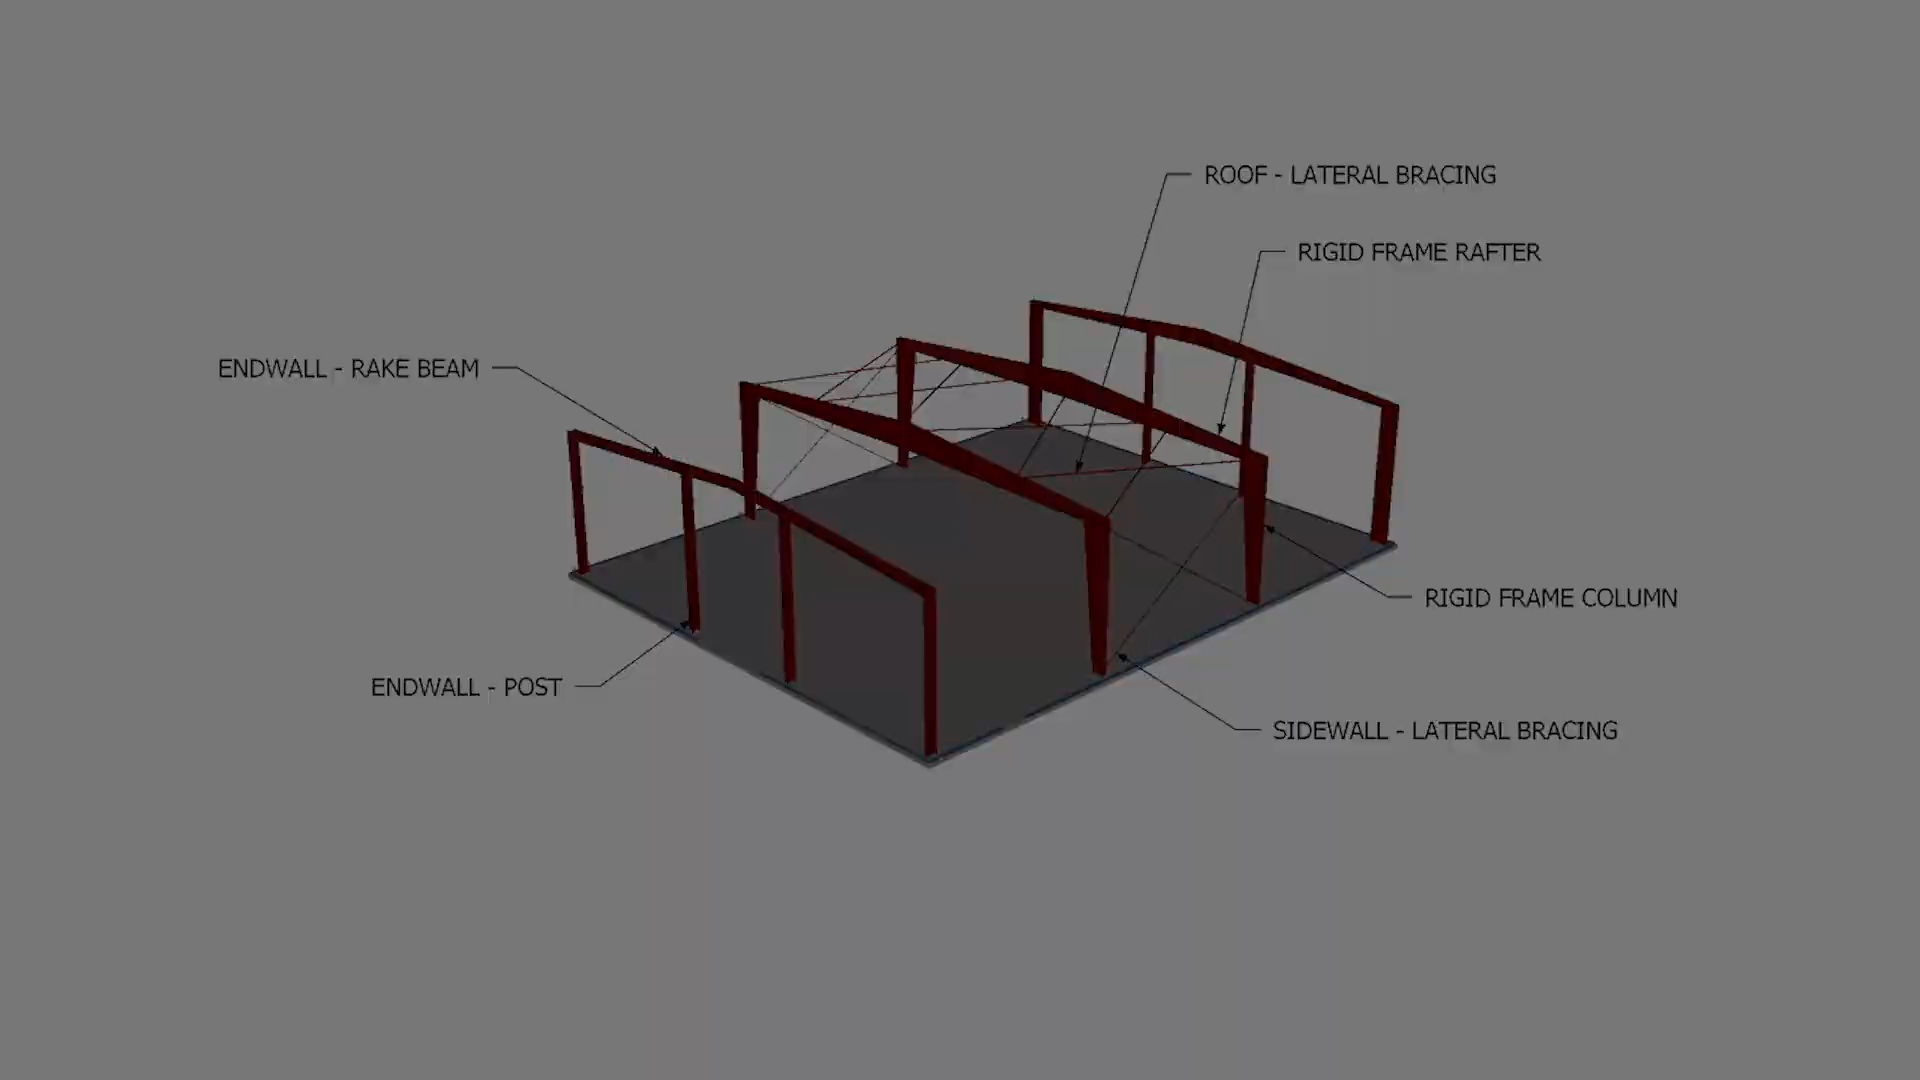 ROOF - LATERAL BRACING
RIGID FRAME RAFTER
ENDWALL - RAKE BEAM
RIGID FRAME COLUMN
ENDWALL - POST
SIDEWALL - LATERAL BRACING